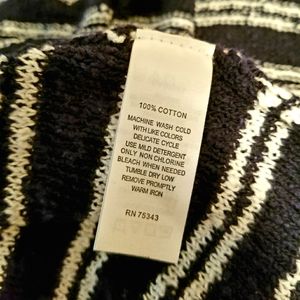 100% COTTON
MACHINE WASH COLD
WITH LIKE COLORS
DELICATE CYCLE
USE MILD DETERGENT
ONLY NON CHLORINE
BLEACH WHEN NEEDED
TUMBLE DRY LOW
REMOVE PROMPTLY
WARM IRON
RN 75343